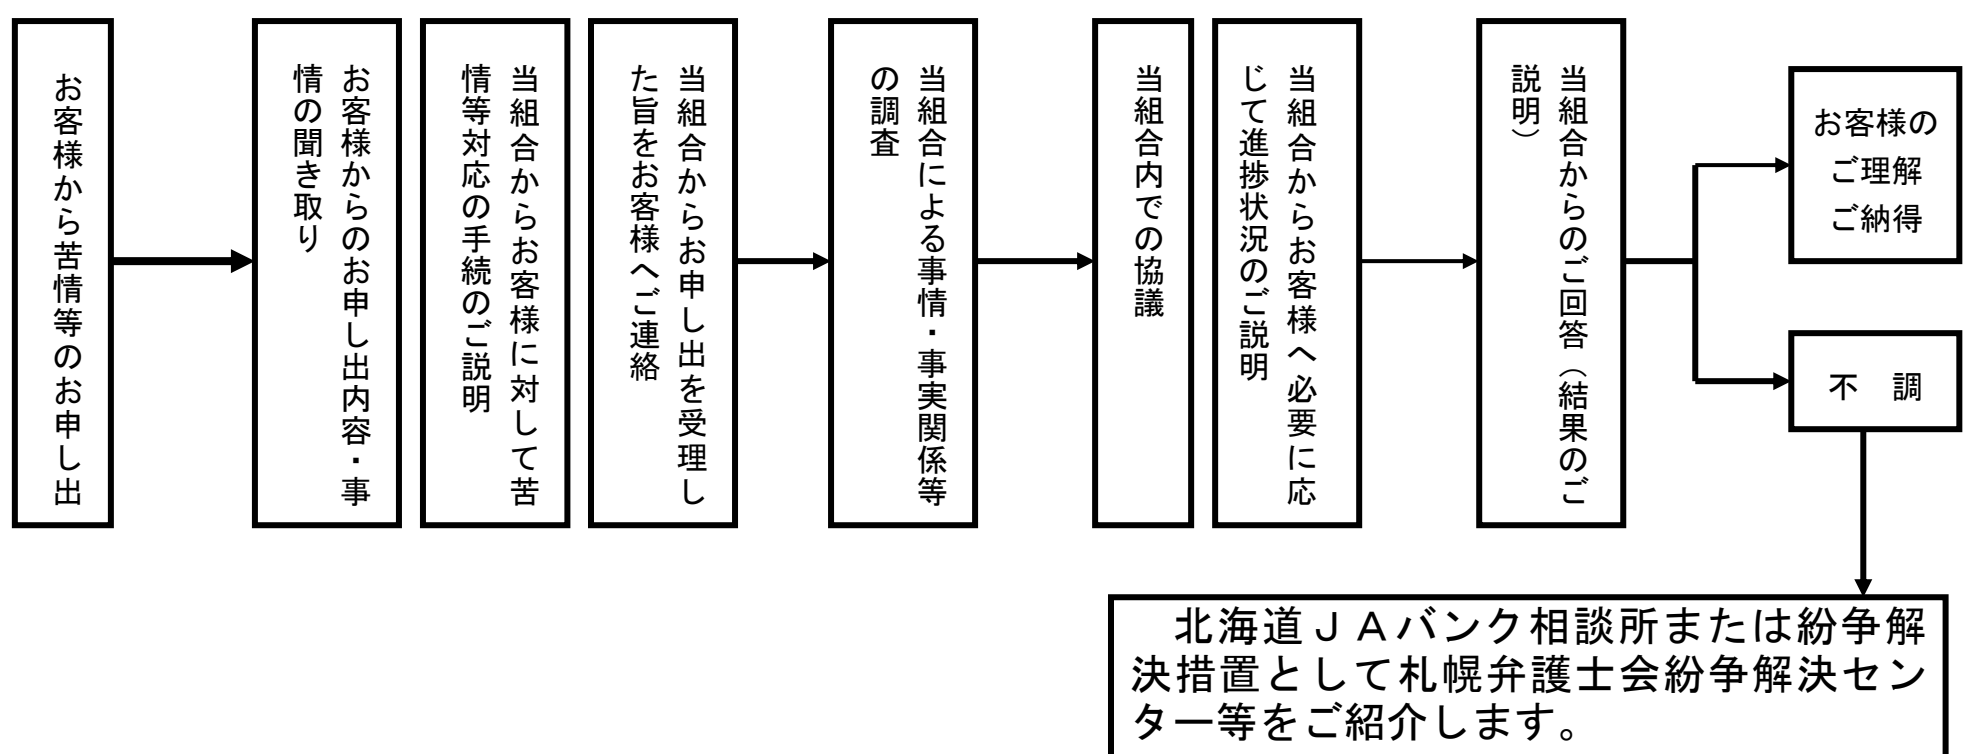 お客様から苦情等のお申し出
お客様からのお申し出内容・事
情の聞き取り
当組合からお客様に対して苦
情等対応の手続のご説明
当組合からお申し出を受理し
た旨をお客様へご連絡
当組合による事情・事実関係等
の調査
当組合内での協議
当組合からお客様へ必要に応
じて進捗状況のご説明
当組合からのご回答（結果のご
説明）
お客様の
ご理解
ご納得
不　調
　北海道ＪＡバンク相談所または紛争解
決措置として札幌弁護士会紛争解決セン
ター等をご紹介します。